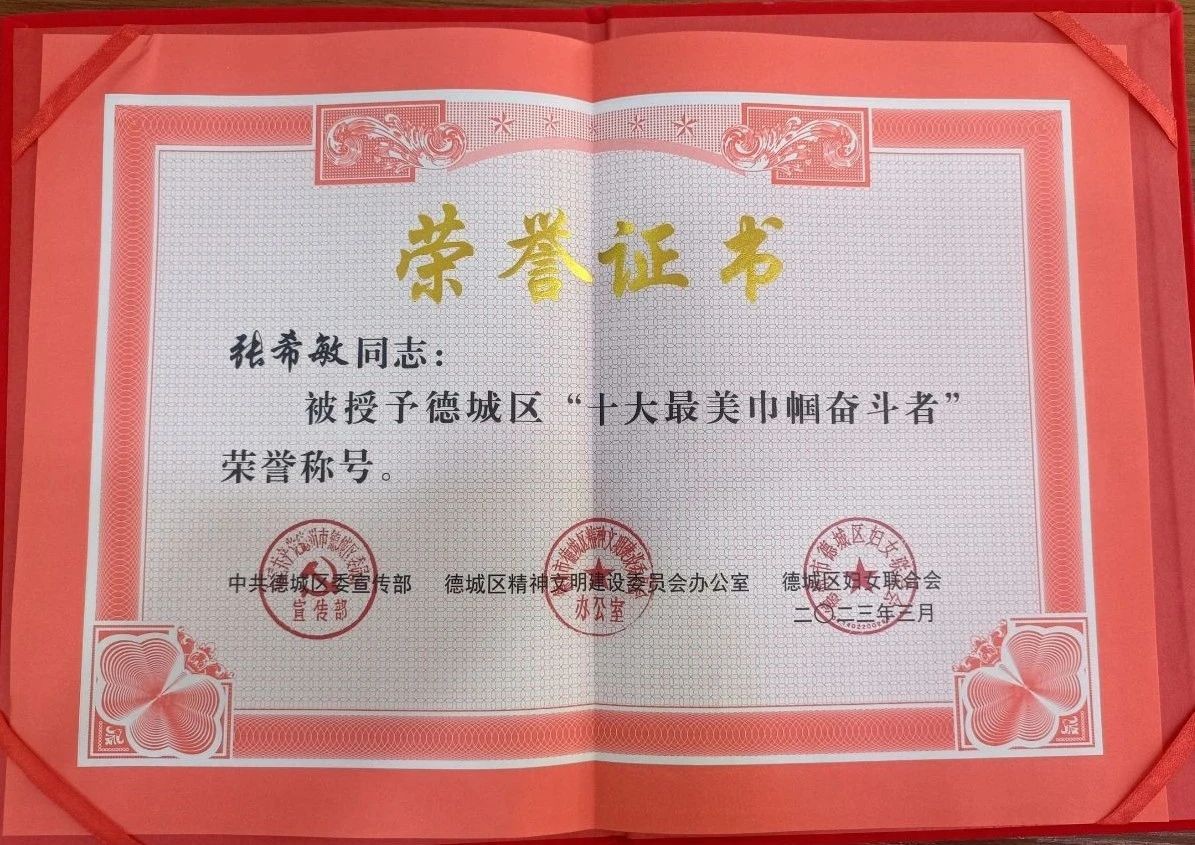 荣誉证书
张希敏同志：
被授予德城区“十大最美巾帼奋斗者”
荣誉称号。
中共德城区委宣传部 德城区精神文明建设委员会办公室 德城区妇女联合会
二〇二三年三月
宣传部
办公室